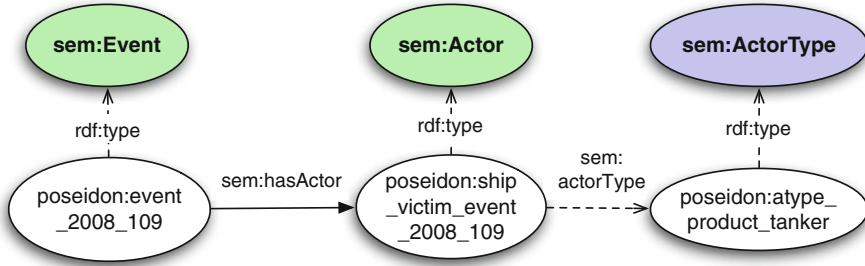 sem:Event
sem:Actor
sem:ActorType
rdf:type
rdf:type
rdf:type
poseidon:event
_2008_109
sem:hasActor
poseidon:ship
_victim_event
_2008_109
sem:
actorType
poseidon:atype_
product_tanker